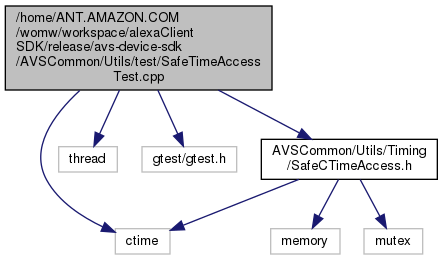 /home/ANT.AMAZON.COM
/womw/workspace/alexaClient
SDK/release/avs-device-sdk
/AVSCommon/Utils/test/SafeTimeAccess
Test.cpp
thread
gtest/gtest.h
AVSCommon/Utils/Timing
/SafeCTimeAccess.h
ctime
memory
mutex